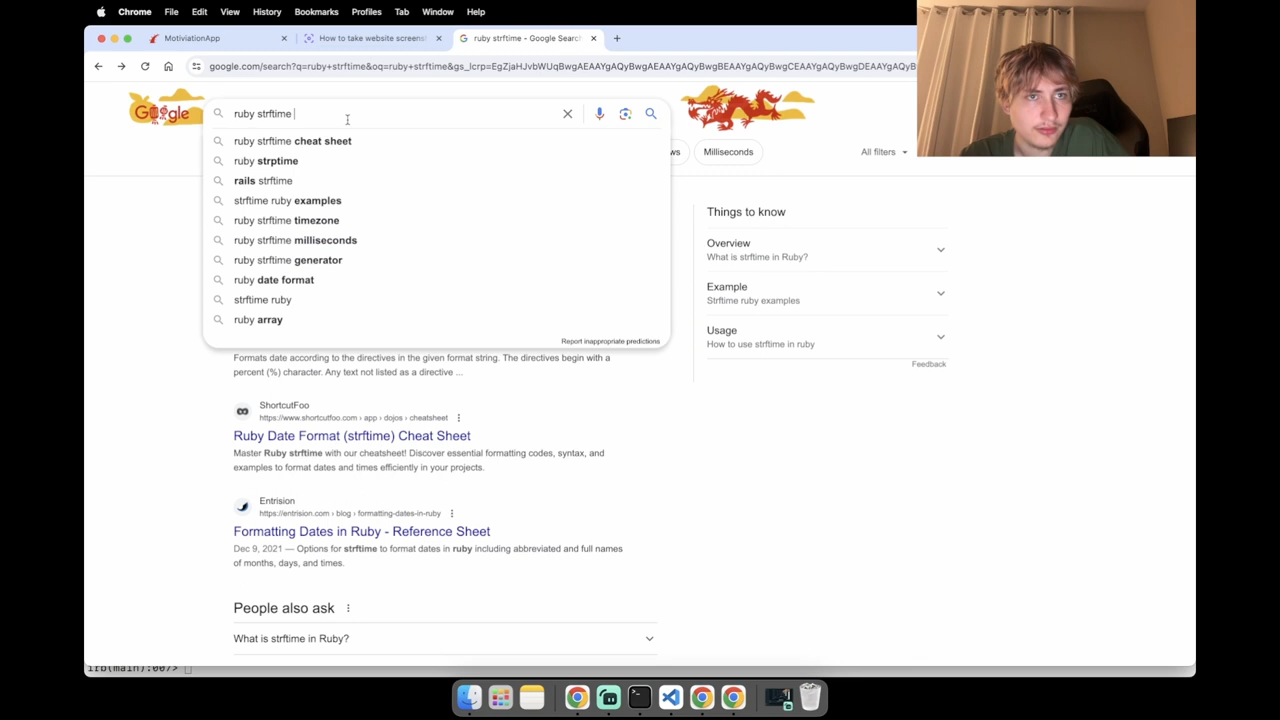 Chrome File Edit View History Bookmarks Profiles Tab Window Help
MotivationApp
How to take website screensh
ruby strftime - Google Search
google.com/search?q=ruby+strftime&oq=ruby+strftime&gs_lcrp=EgZjaHJvbWUqBwgAEAAYgAQyBwgAEAAYgAQyBwgBEAAYgAQyBwgCEAAYgAQyBwgDEAAYgAQyBwg
Google
ruby strftime
ruby strftime cheat sheet
ruby strptime
rails strftime
strftime ruby examples
ruby strftime timezone
ruby strftime milliseconds
ruby strftime generator
ruby date format
strftime ruby
ruby array
Report inappropriate predictions
ws
Milliseconds
All filters
Formats date according to the directives in the given format string. The directives begin with a
percent (%) character. Any text not listed as a directive ...
ShortcutFoo
https://www.shortcutfoo.com › app › dojos › cheatsheet
Ruby Date Format (strftime) Cheat Sheet
Master Ruby strftime with our cheatsheet! Discover essential formatting codes, syntax, and
examples to format dates and times efficiently in your projects.
Entrision
https://entrision.com › blog › formatting-dates-in-ruby
Formatting Dates in Ruby - Reference Sheet
Dec 9, 2021 — Options for strftime to format dates in ruby including abbreviated and full names
of months, days, and times.
People also ask
What is strftime in Ruby?
Things to know
Overview
What is strftime in Ruby?
Example
Strftime ruby examples
Usage
How to use strftime in ruby
Feedback
irb(main):007>